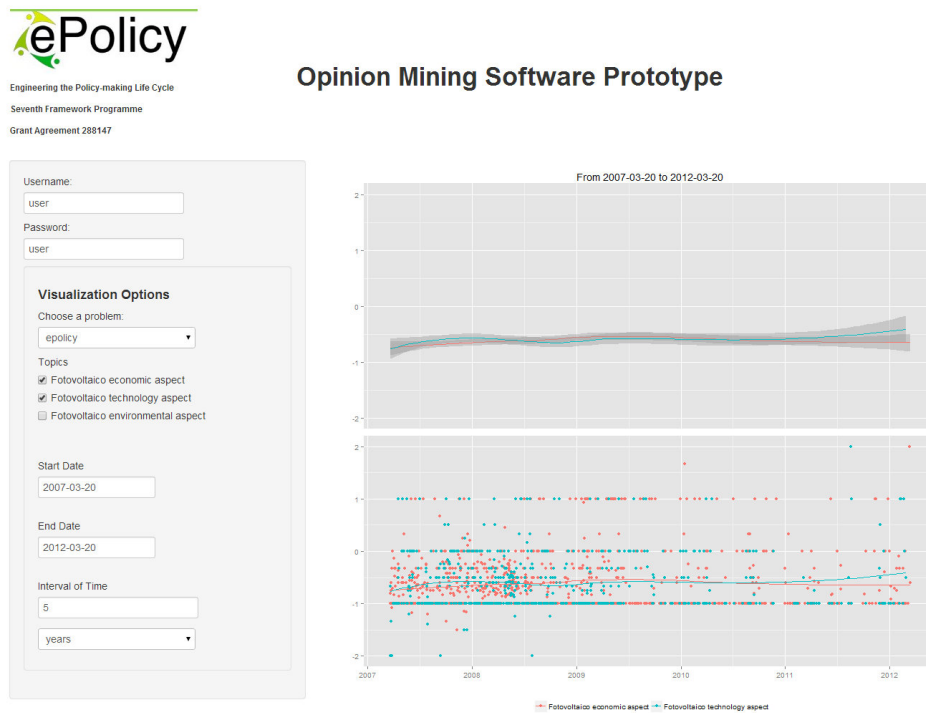 ePolicy
Engineering the Policy-making Life Cycle
Seventh Framework Programme
Grant Agreement 288147
Opinion Mining Software Prototype
Username:
user
Password:
user
Visualization Options
Choose a problem:
epolicy
Topics
Fotovoltaico economic aspect
Fotovoltaico technology aspect
Fotovoltaico environmental aspect
Start Date
2007-03-20
End Date
2012-03-20
Interval of Time
5
years
From 2007-03-20 to 2012-03-20
2
1
0
-1
-2
2
1
0
-1
-2
2007 2008 2009 2010 2011 2012
Fotovoltaico economic aspect Fotovoltaico technology aspect